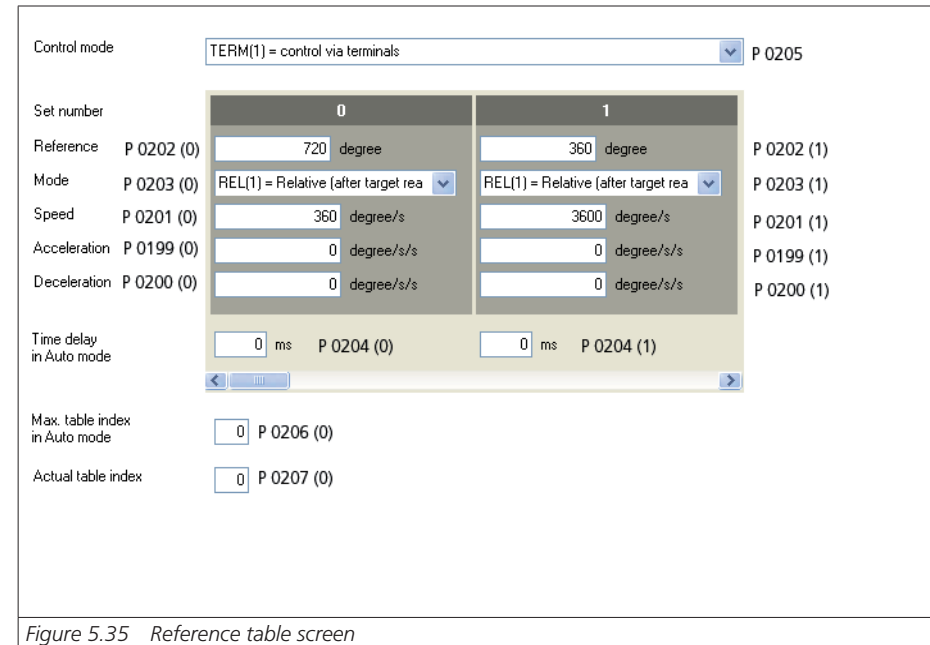 Control mode TERM(1) = control via terminals P 0205
Set number 0 1
Reference P 0202 (0) 720 degree 360 degree P 0202 (1)
Mode P 0203 (0) REL(1) = Relative (after target rea REL(1) = Relative (after target rea P 0203 (1)
Speed P 0201 (0) 360 degree/s 3600 degree/s P 0201 (1)
Acceleration P 0199 (0) 0 degree/s/s 0 degree/s/s P 0199 (1)
Deceleration P 0200 (0) 0 degree/s/s 0 degree/s/s P 0200 (1)
Time delay
in Auto mode 0 ms P 0204 (0) 0 ms P 0204 (1)
Max. table index
in Auto mode 0 P 0206 (0)
Actual table index 0 P 0207 (0)
Figure 5.35 Reference table screen